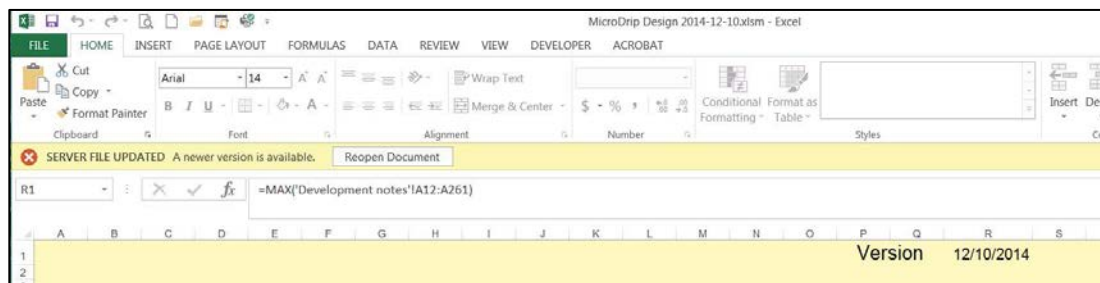 MicroDrip Design 2014-12-10.xlsm - Excel
FILE HOME INSERT PAGE LAYOUT FORMULAS DATA REVIEW VIEW DEVELOPER ACROBAT
Cut
Copy
Format Painter
Paste
Arial 14 A A
B I U A
Wrap Text
Merge & Center
$ % ,
Conditional Formatting
Format as Table
Insert De
Clipboard Font Alignment Number Styles
SERVER FILE UPDATED A newer version is available. Reopen Document
R1 fx =MAX('Development notes'!A12:A261)
A B C D E F G H I J K L M N O P Q R S
1 Version 12/10/2014
2